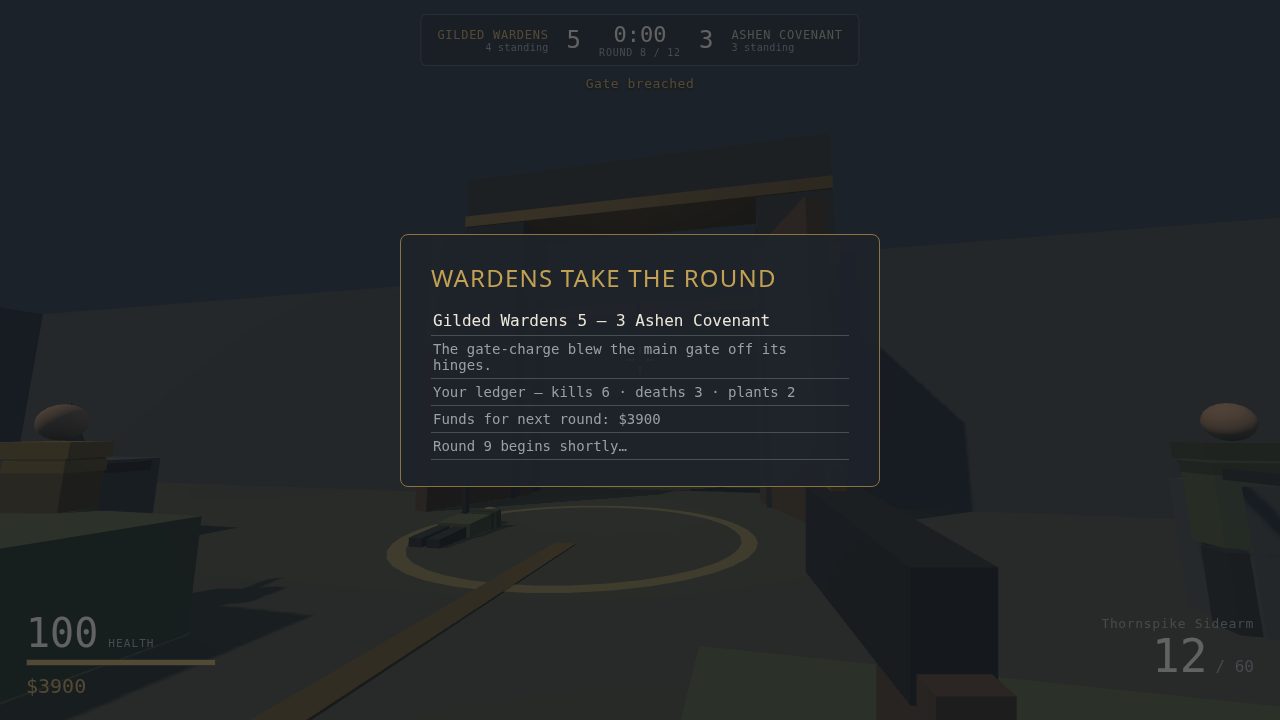 GILDED WARDENS
4 standing
5
0:00
ROUND 8 / 12
3
ASHEN COVENANT
3 standing
Gate breached
WARDENS TAKE THE ROUND
Gilded Wardens 5 — 3 Ashen Covenant
The gate-charge blew the main gate off its
hinges.
Your ledger — kills 6 · deaths 3 · plants 2
Funds for next round: $3900
Round 9 begins shortly…
100 HEALTH
$3900
Thornspike Sidearm
12 / 60